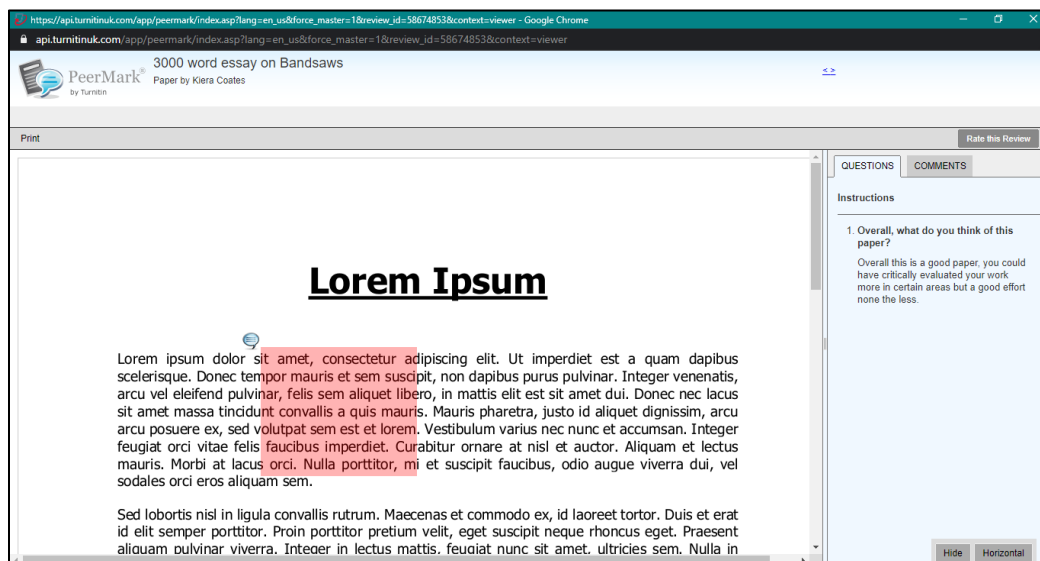 https://api.turnitinuk.com/app/peermark/index.asp?lang=en_us&force_master=1&review_id=58674853&context=viewer - Google Chrome
api.turnitinuk.com/app/peermark/index.asp?lang=en_us&force_master=1&review_id=58674853&context=viewer
PeerMark®
by Turnitin
3000 word essay on Bandsaws
Paper by Kiera Coates
< >
Print
Rate this Review
Lorem Ipsum
Lorem ipsum dolor sit amet, consectetur adipiscing elit. Ut imperdiet est a quam dapibus
scelerisque. Donec tempor mauris et sem suscipit, non dapibus purus pulvinar. Integer venenatis,
arcu vel eleifend pulvinar, felis sem aliquet libero, in mattis elit est sit amet dui. Donec nec lacus
sit amet massa tincidunt convallis a quis mauris. Mauris pharetra, justo id aliquet dignissim, arcu
arcu posuere ex, sed volutpat sem est et lorem. Vestibulum varius nec nunc et accumsan. Integer
feugiat orci vitae felis faucibus imperdiet. Curabitur ornare at nisl et auctor. Aliquam et lectus
mauris. Morbi at lacus orci. Nulla porttitor, mi et suscipit faucibus, odio augue viverra dui, vel
sodales orci eros aliquam sem.
Sed lobortis nisl in ligula convallis rutrum. Maecenas et commodo ex, id laoreet tortor. Duis et erat
id elit semper porttitor. Proin porttitor pretium velit, eget suscipit neque rhoncus eget. Praesent
aliquam pulvinar viverra. Integer in lectus mattis, feugiat nunc sit amet, ultricies sem. Nulla in
QUESTIONS
COMMENTS
Instructions
1. Overall, what do you think of this
paper?
Overall this is a good paper, you could
have critically evaluated your work
more in certain areas but a good effort
none the less.
Hide
Horizontal